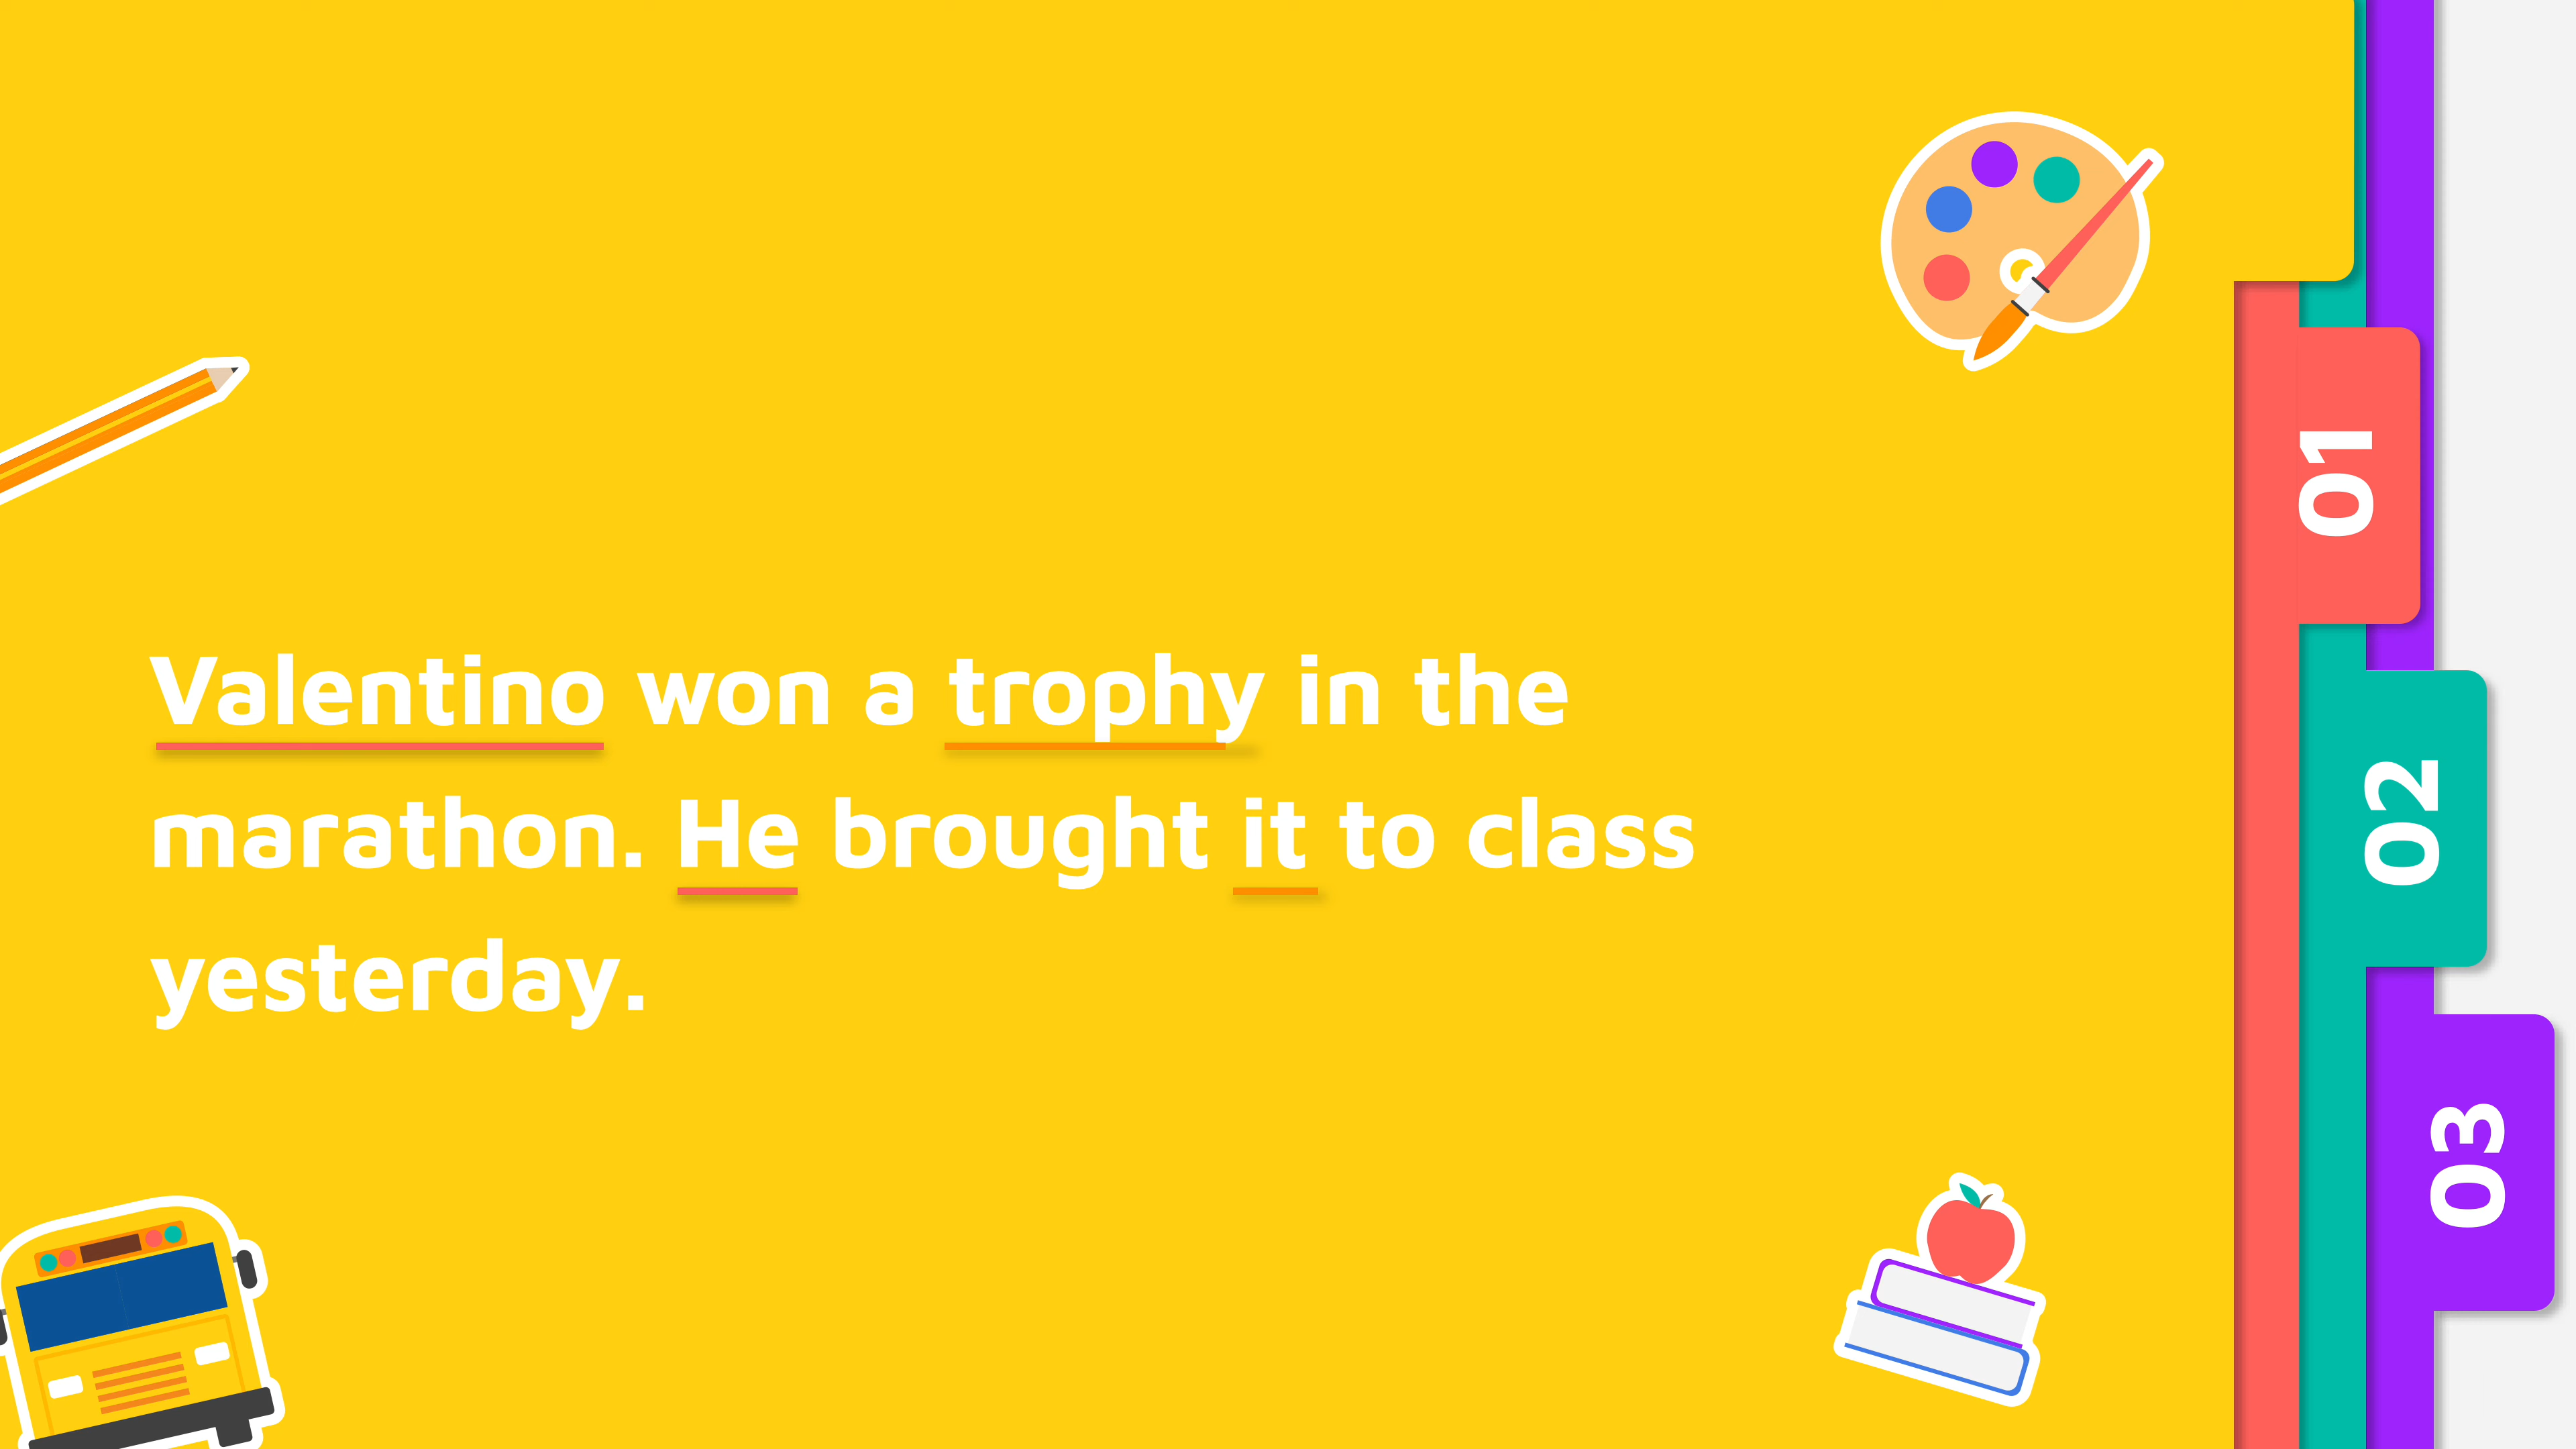 Valentino won a trophy in the
marathon. He brought it to class
yesterday.
01
02
03